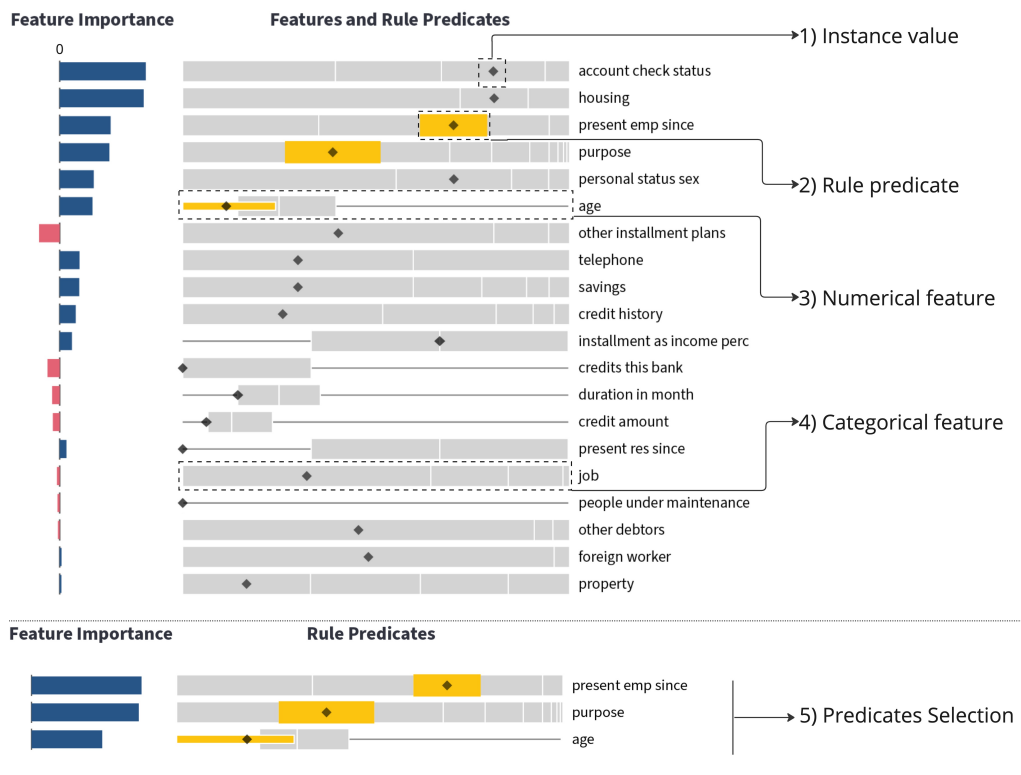 Feature Importance
Features and Rule Predicates
0
1) Instance value
account check status
housing
present emp since
purpose
personal status sex
2) Rule predicate
age
other installment plans
telephone
savings
3) Numerical feature
credit history
installment as income perc
credits this bank
duration in month
credit amount
4) Categorical feature
present res since
job
people under maintenance
other debtors
foreign worker
property
Feature Importance
Rule Predicates
present emp since
purpose
5) Predicates Selection
age